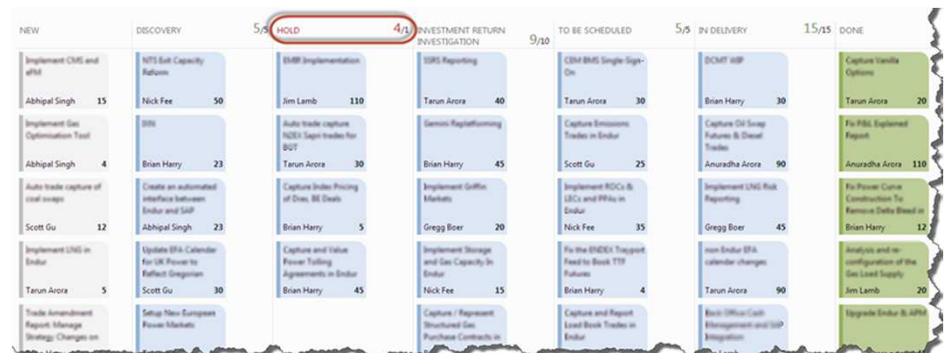 NEW
DISCOVERY 5/5
HOLD 4/1
INVESTMENT RETURN
INVESTIGATION 9/10
TO BE SCHEDULED 5/5
IN DELIVERY 15/15
DONE
Implement CMS and
Abhipal Singh 15
NTS Exit Capacity
Reform
Nick Fee 50
EMIR Implementation
Jim Lamb 110
SSRS Reporting
Tarun Arora 40
CEM BMS Single-Sign-
On
Tarun Arora 30
Brian Harry 30
Capture Vanilla
Options
Tarun Arora 20
Implement Gas
Optimisation Tool
Abhipal Singh 4
Brian Harry 23
Auto trade capture
Tarun Arora 30
Gemini Replatforming
Brian Harry 45
Capture Emissions
Trades in Endur
Scott Gu 25
Capture Oil Swap
Futures & Diesel
Trades
Anuradha Arora 90
Fix P&L Explained
Report
Anuradha Arora 110
Auto trade capture of
coal swaps
Scott Gu 12
Create an automated
interface between
Endur and SAP
Abhipal Singh 23
Capture Index Pricing
of Dies, BE Deals
Brian Harry 5
Implement Griffin
Markets
Gregg Boer 20
Implement ROCs &
LECs and PPAs in
Endur
Nick Fee 35
Implement LNG Risk
Reporting
Gregg Boer 45
Fix Power Curve
Construction To
Remove Delta Bleed in
Brian Harry 12
Implement LNG in
Endur
Tarun Arora 5
Update EFA Calendar
for UK Power to
Reflect Gregorian
Scott Gu 30
Capture and Value
Power Tolling
Agreements in Endur
Brian Harry 45
Implement Storage
and Gas Capacity In
Endur
Nick Fee 15
Fix the ENDEX Trayport
Feed to Book TTF
Futures
Brian Harry 4
non Endur EFA
calendar changes
Tarun Arora 90
Analysis and re-
configuration of the
Gas Load Supply
Jim Lamb 20
Trade Amendment
Report: Manage
Strategy Changes on
Setup New European
Power Markets
Capture / Represent
Structured Gas
Purchase Contracts in
Capture and Report
Load Book Trades in
Endur
Back Office Cash
Management and SAP
Integration
Upgrade Endur & APM